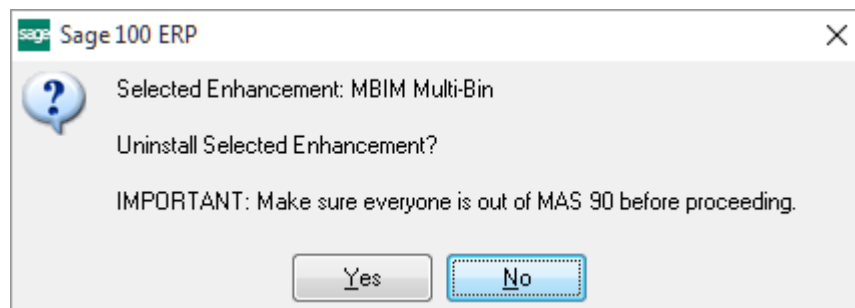 sage Sage 100 ERP
Selected Enhancement: MBIM Multi-Bin
Uninstall Selected Enhancement?
IMPORTANT: Make sure everyone is out of MAS 90 before proceeding.
Yes No